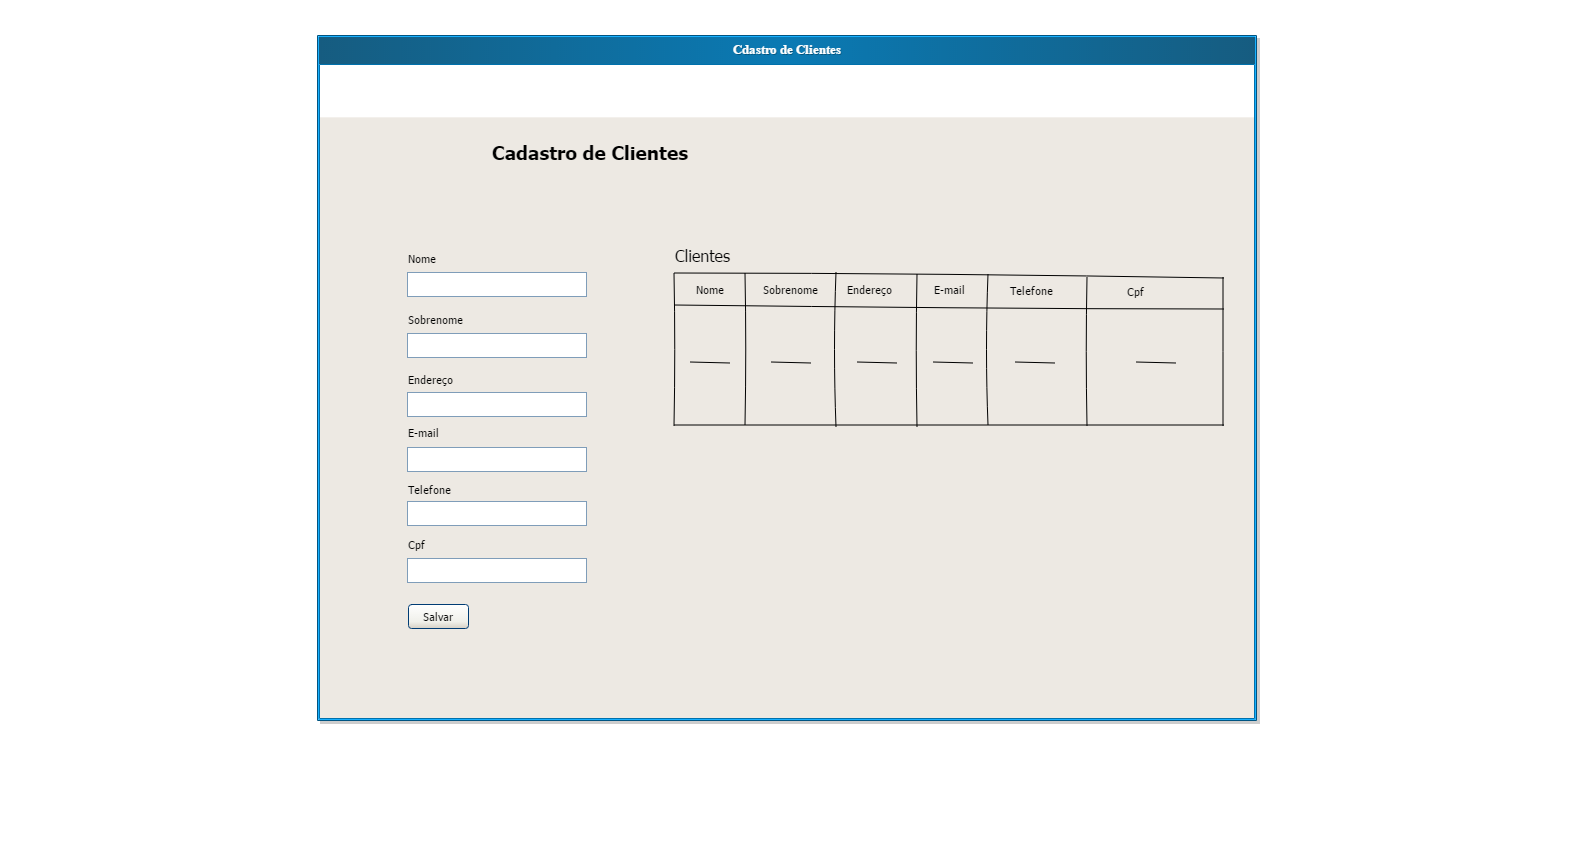 Cdastro de Clientes
Cadastro de Clientes
Nome
Sobrenome
Endereço
E-mail
Telefone
Cpf
Salvar
Clientes
Nome Sobrenome Endereço E-mail Telefone Cpf